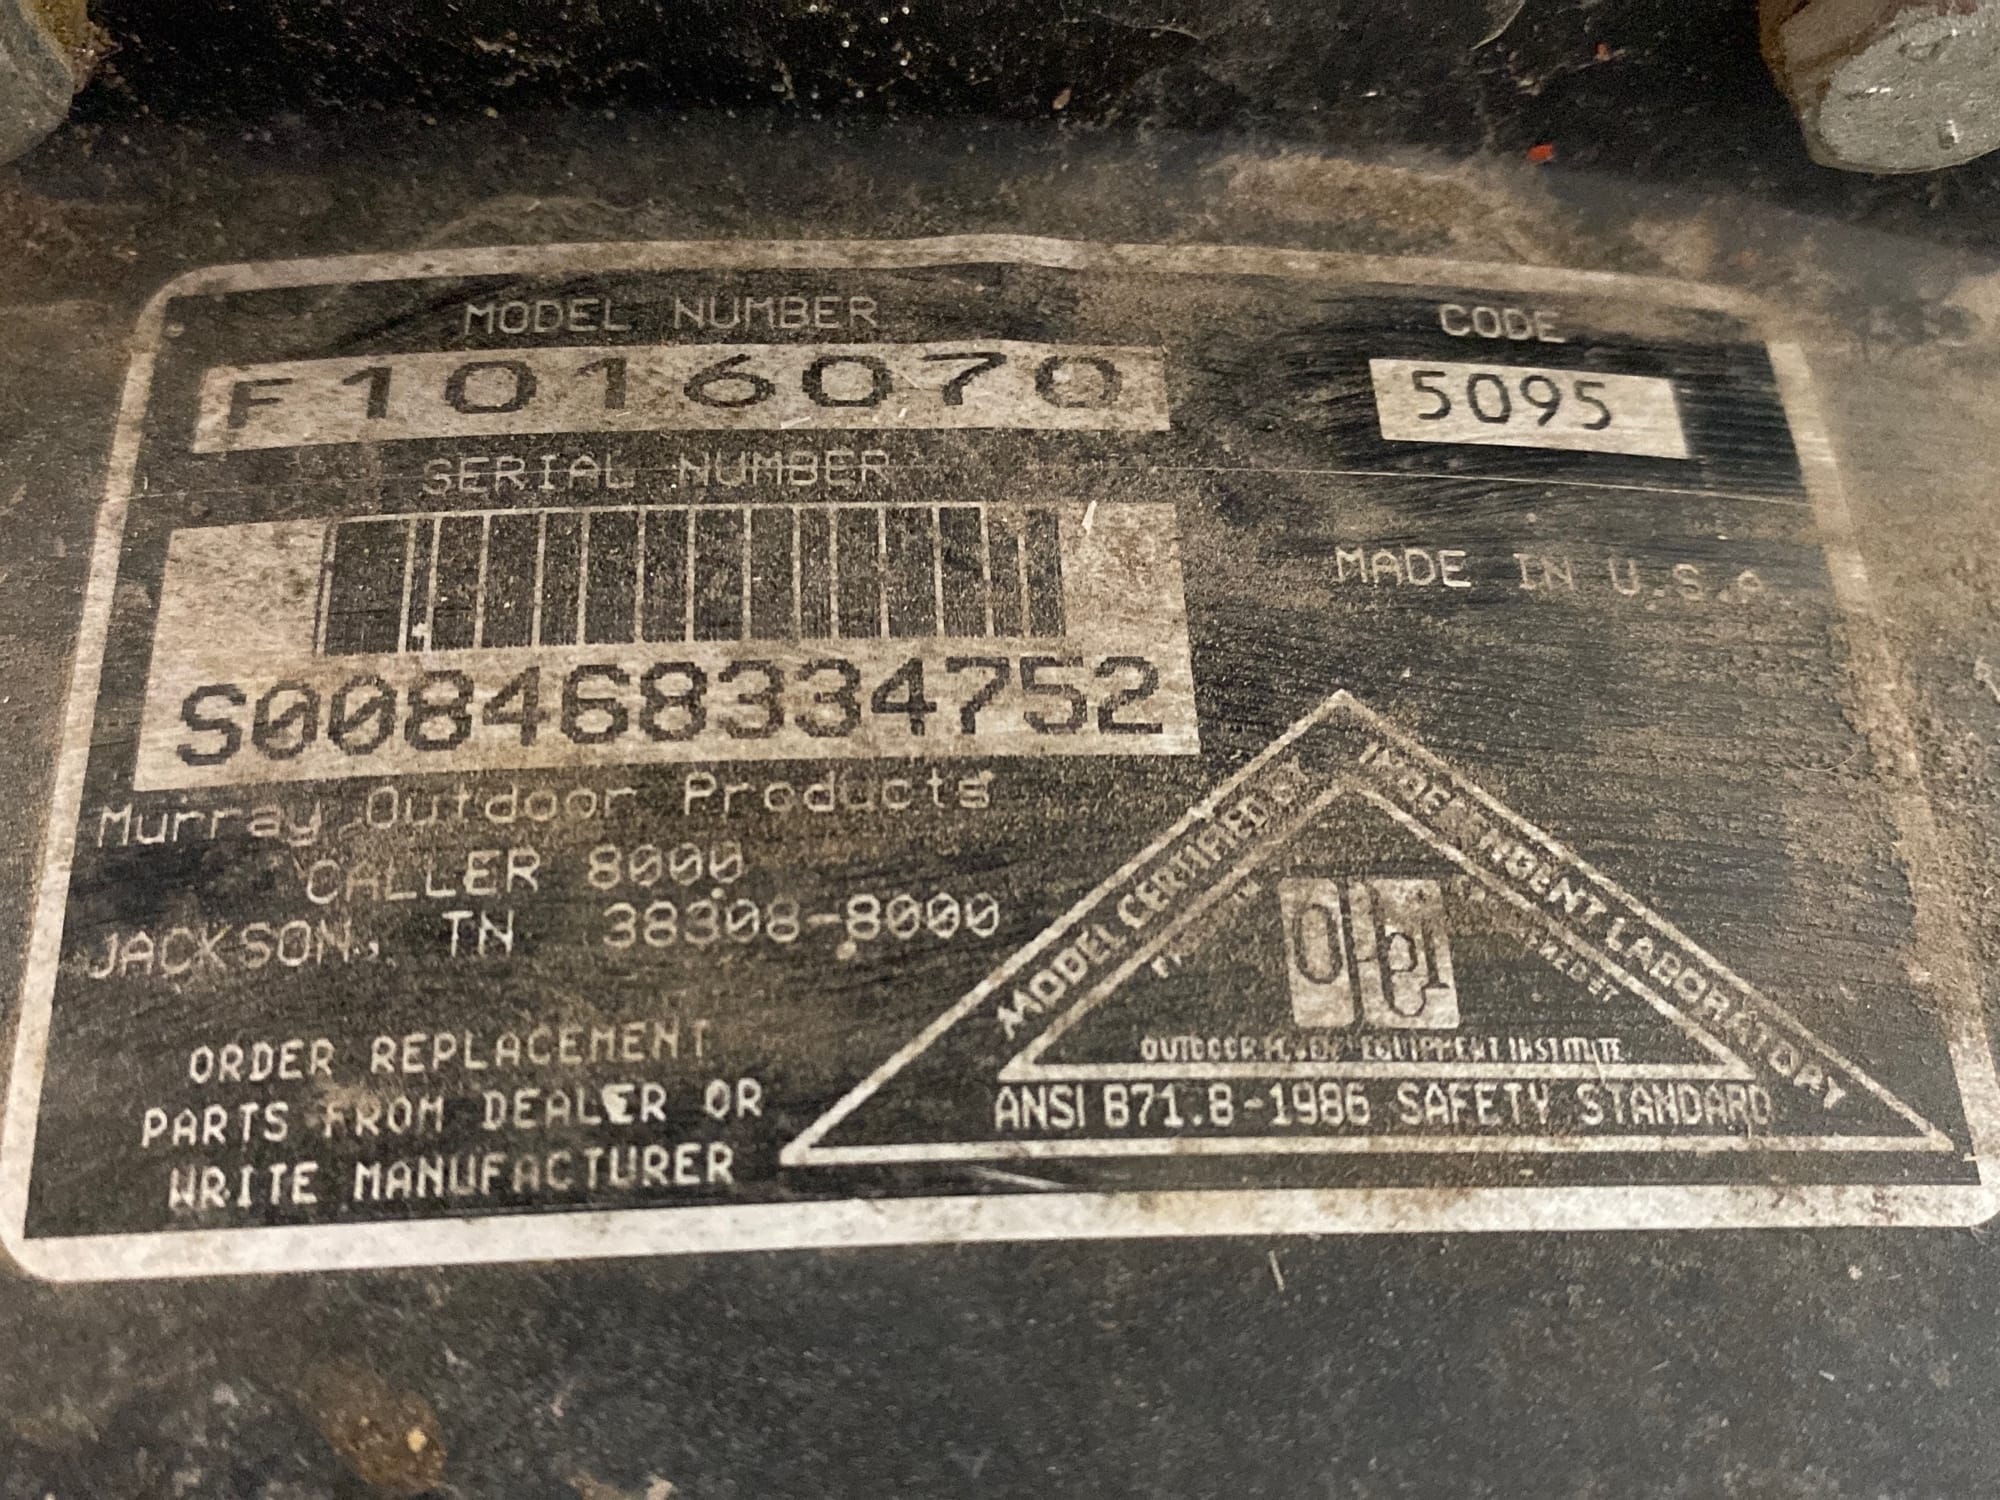 MODEL NUMBER
F1016070
CODE
5095
SERIAL NUMBER
S008468334752
MADE IN U.S.A.
Murray Outdoor Products
CALLER 8000
JACKSON, TN 38308-8000
ORDER REPLACEMENT
PARTS FROM DEALER OR
WRITE MANUFACTURER
MODEL CERTIFIED BY
INDEPENDENT LABORATORY
OPEI
OUTDOOR POWER EQUIPMENT INSTITUTE
ANSI B71.8-1986 SAFETY STANDARD